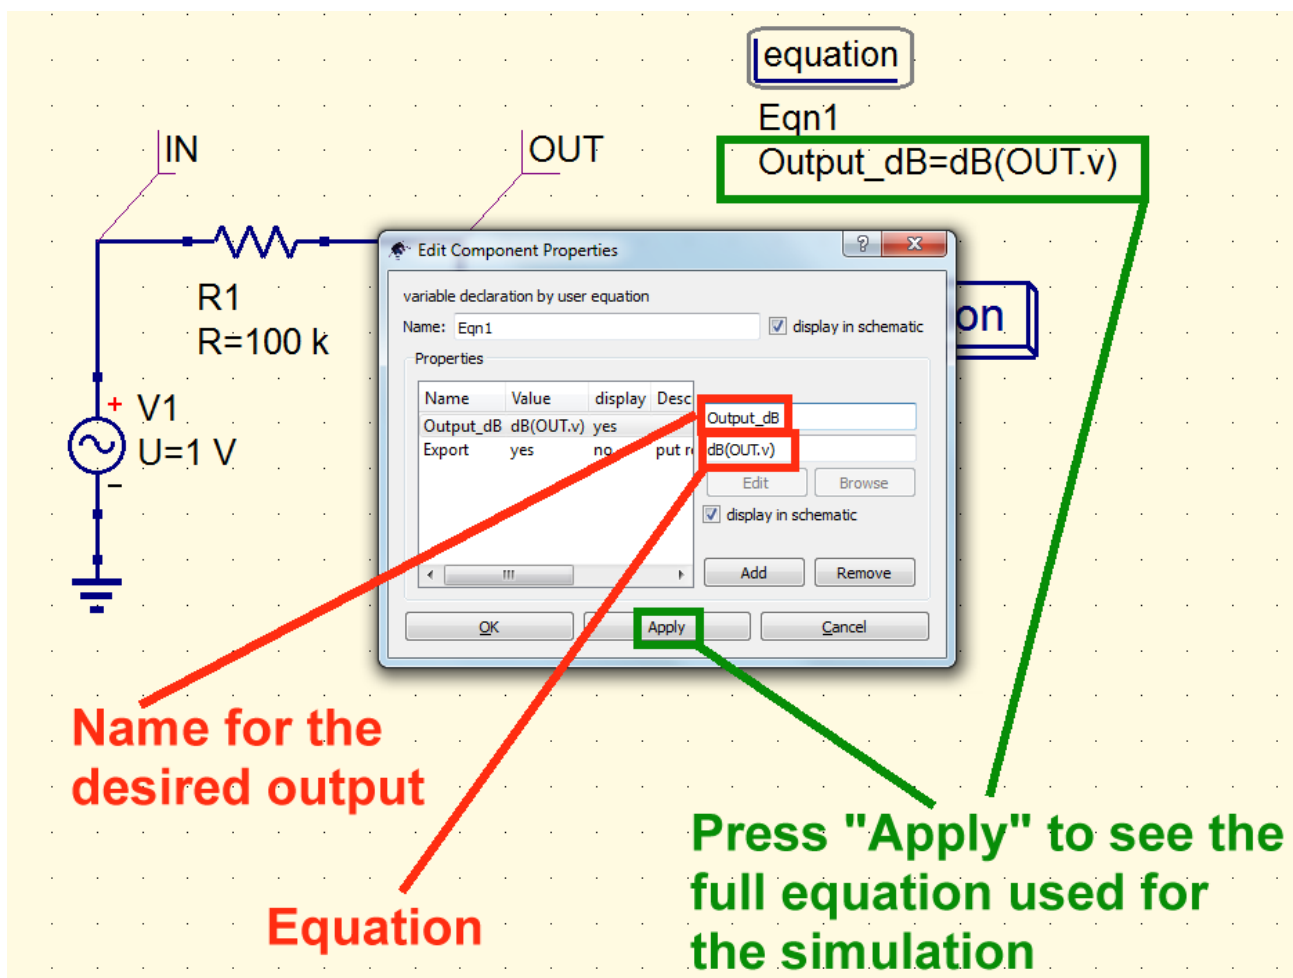 equation
Eqn1
Output_dB=dB(OUT.v)
IN
OUT
R1
R=100 k
V1
U=1 V
+
−
on
Edit Component Properties
variable declaration by user equation
Name: Eqn1
display in schematic
Properties
Name Value display Desc
Output_dB dB(OUT.v) yes
Export yes no put r
Output_dB
dB(OUT.v)
Edit Browse
display in schematic
Add Remove
OK Apply Cancel
Name for the
desired output
Equation
Press "Apply" to see the
full equation used for
the simulation